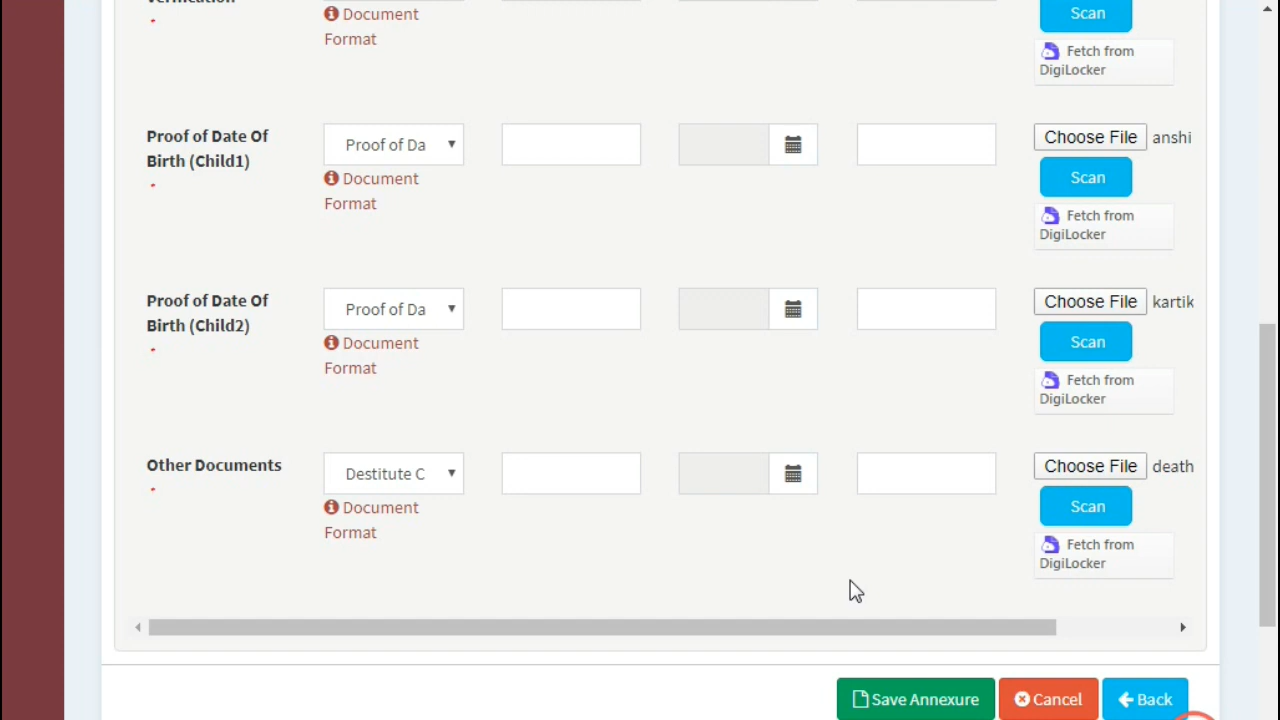 Document
Format
Scan
Fetch from
DigiLocker
Proof of Date Of
Birth (Child1)
Proof of Da
Document
Format
Choose File anshi
Scan
Fetch from
DigiLocker
Proof of Date Of
Birth (Child2)
Proof of Da
Document
Format
Choose File kartik
Scan
Fetch from
DigiLocker
Other Documents
Destitute C
Document
Format
Choose File death
Scan
Fetch from
DigiLocker
Save Annexure
Cancel
Back